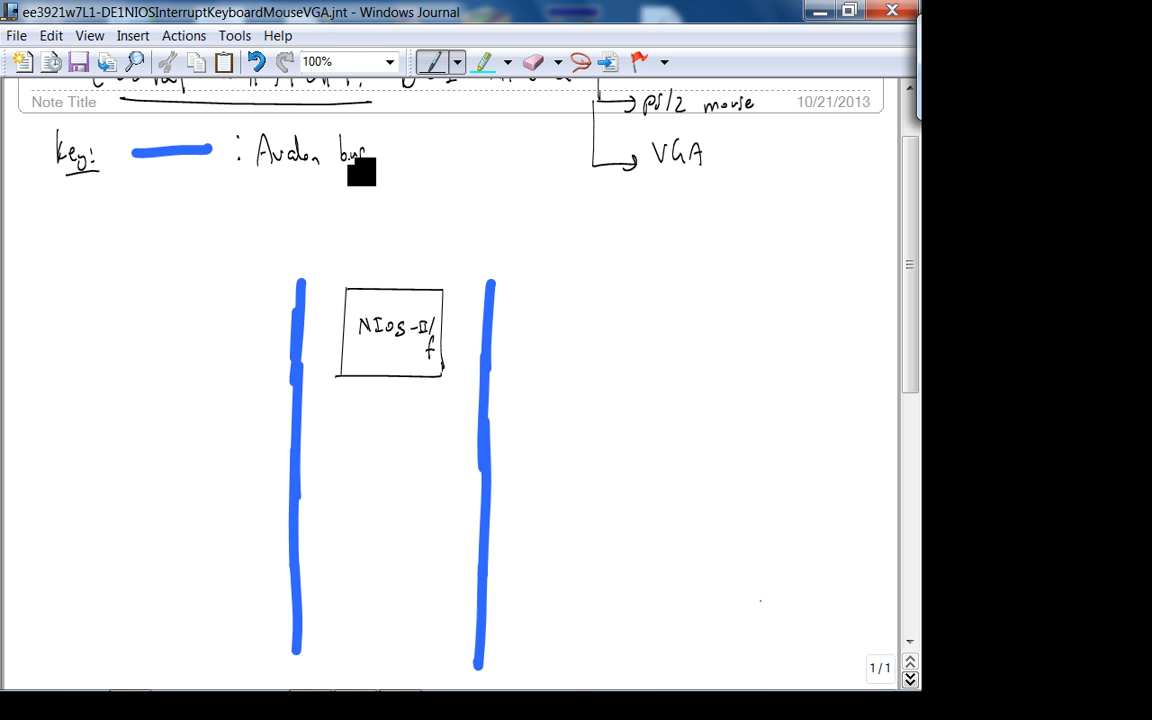 ee3921w7L1-DE1NIOSInterruptKeyboardMouseVGA.jnt - Windows Journal
File Edit View Insert Actions Tools Help
100%
Note Title
10/21/2013
ps/2 mouse
key: : Avalon bus
VGA
NIOS-II/
f
1 / 1